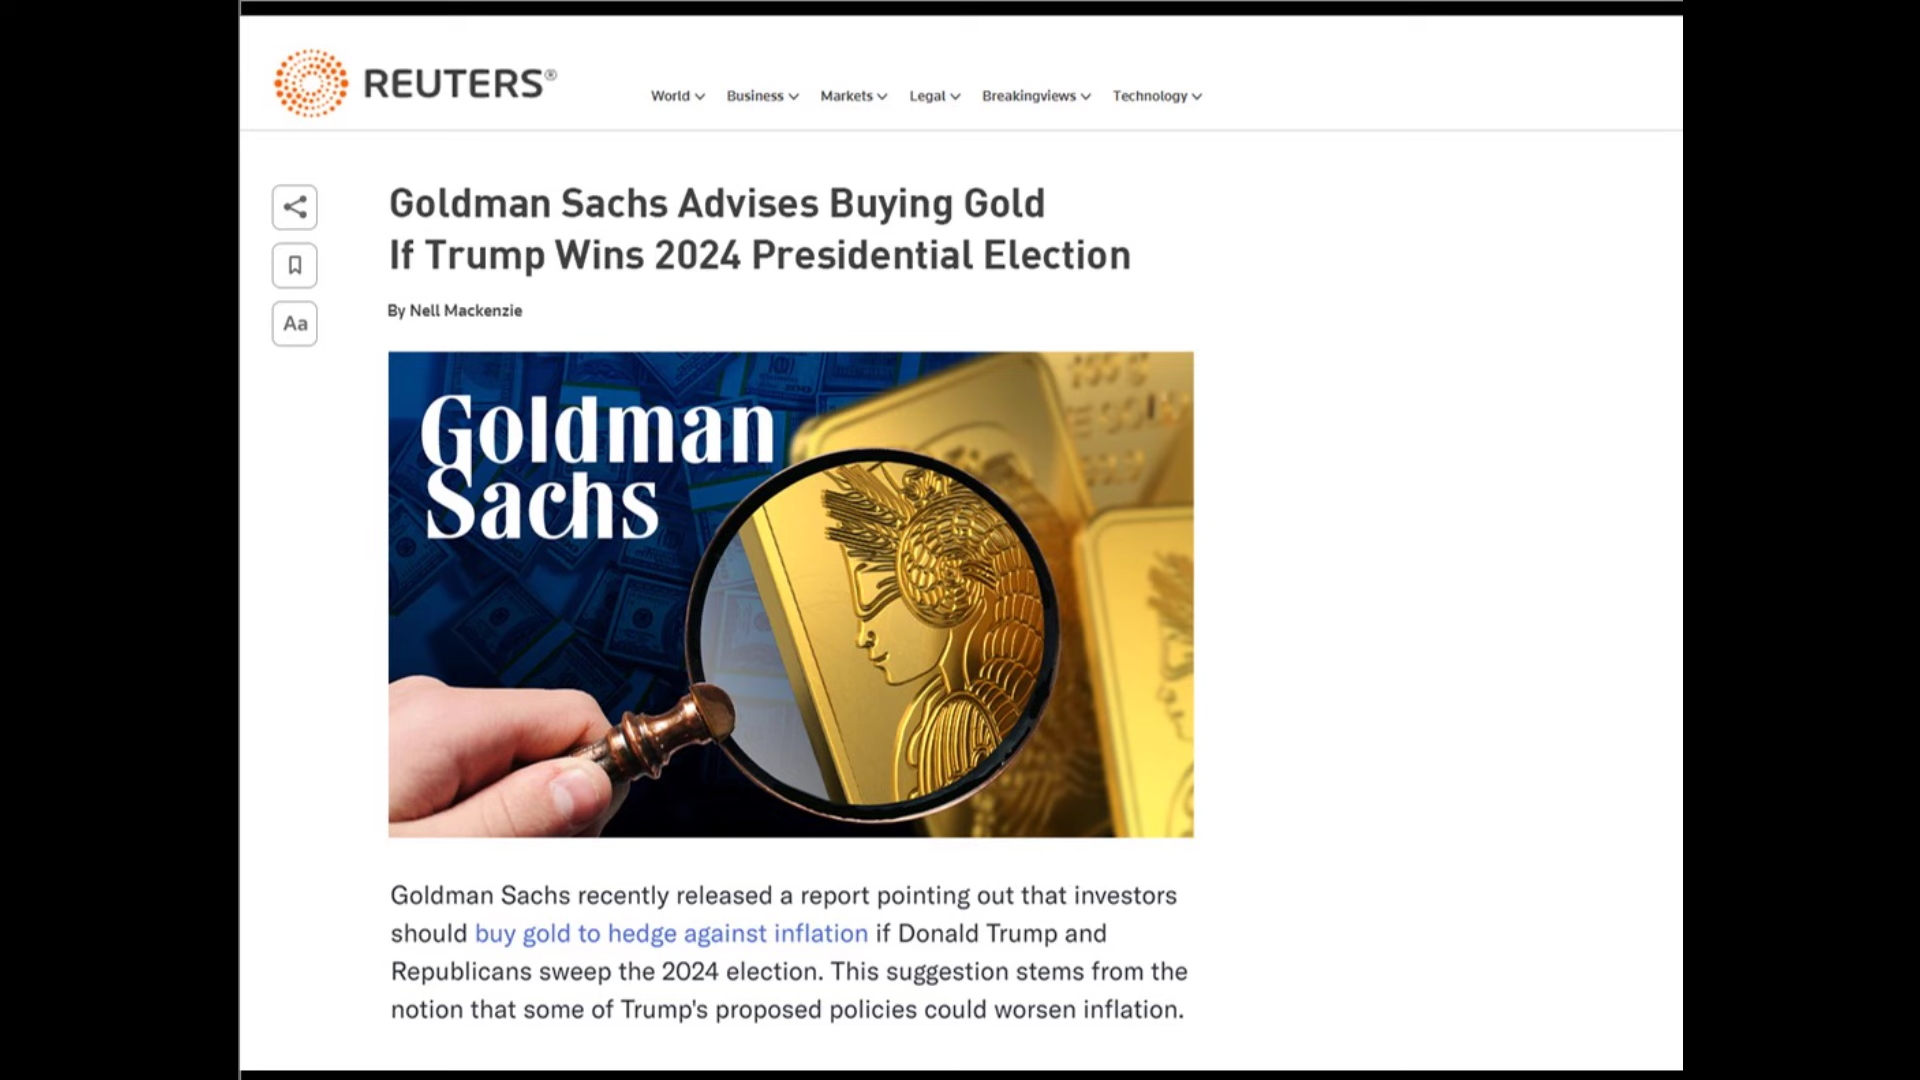 REUTERS®
World Business Markets Legal Breakingviews Technology
Goldman Sachs Advises Buying Gold
If Trump Wins 2024 Presidential Election
Aa
By Nell Mackenzie
Goldman
Sachs
Goldman Sachs recently released a report pointing out that investors
should buy gold to hedge against inflation if Donald Trump and
Republicans sweep the 2024 election. This suggestion stems from the
notion that some of Trump's proposed policies could worsen inflation.